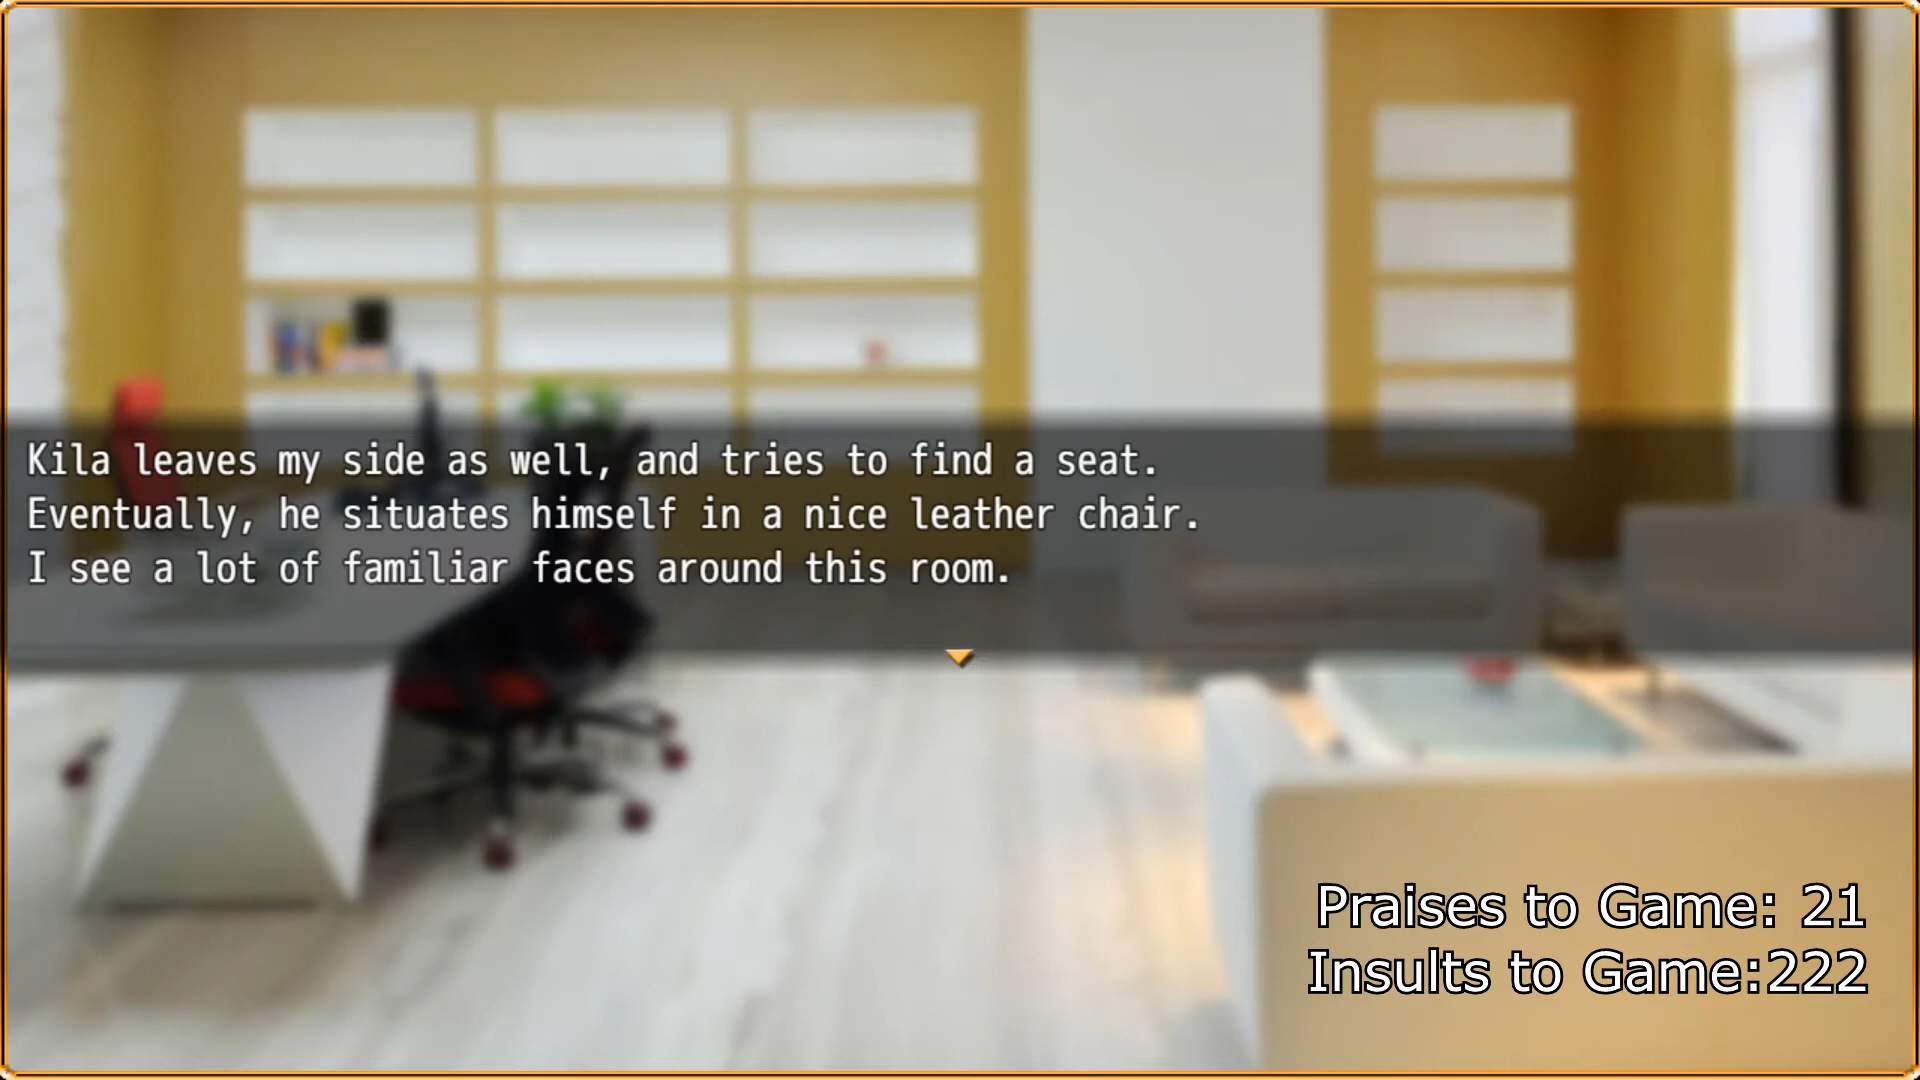 Kila leaves my side as well, and tries to find a seat.
Eventually, he situates himself in a nice leather chair.
I see a lot of familiar faces around this room.
Praises to Game: 21
Insults to Game:222